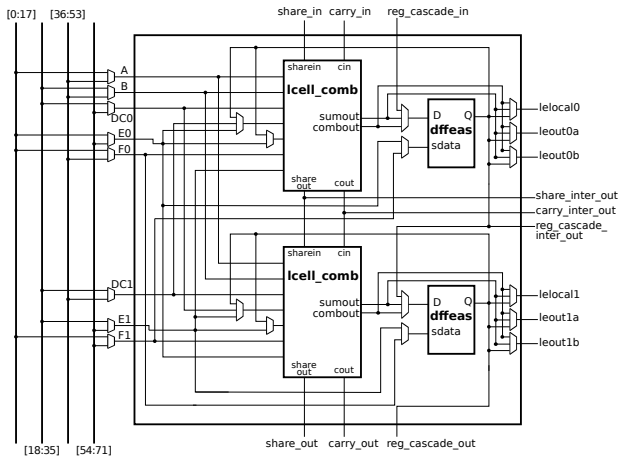 [0:17] [36:53]
share_in carry_in reg_cascade_in
A
B
DC0
E0
F0
sharein cin
lcell_comb
sumout
combout
share
out
cout
D Q
dffeas
sdata
lelocal0
leout0a
leout0b
share_inter_out
carry_inter_out
reg_cascade_
inter_out
DC1
E1
F1
sharein cin
lcell_comb
sumout
combout
share
out
cout
D Q
dffeas
sdata
lelocal1
leout1a
leout1b
share_out carry_out reg_cascade_out
[18:35] [54:71]